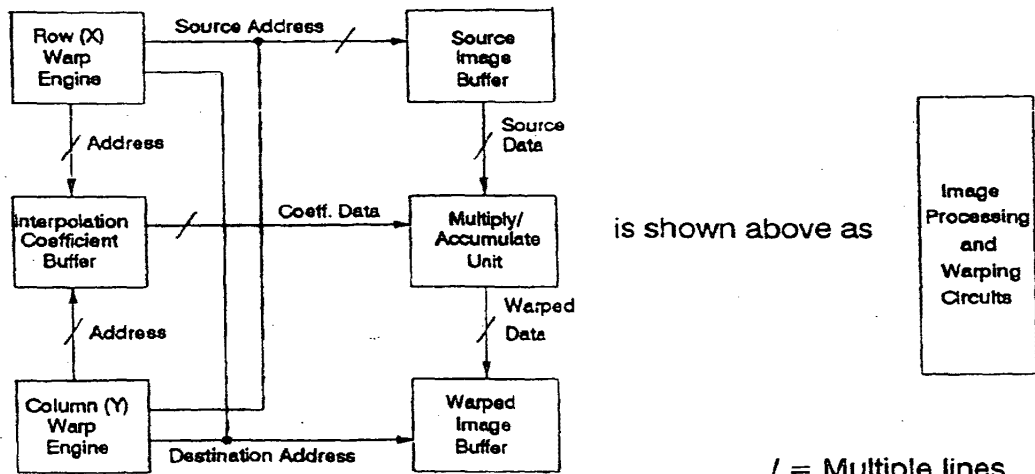 Row (X)
Warp
Engine
Source Address
Source
Image
Buffer
Address
Source
Data
Interpolation
Coefficient
Buffer
Coeff. Data
Multiply/
Accumulate
Unit
is shown above as
Image
Processing
and
Warping
Circuits
Address
Warped
Data
Column (Y)
Warp
Engine
Destination Address
Warped
Image
Buffer
/ = Multiple lines